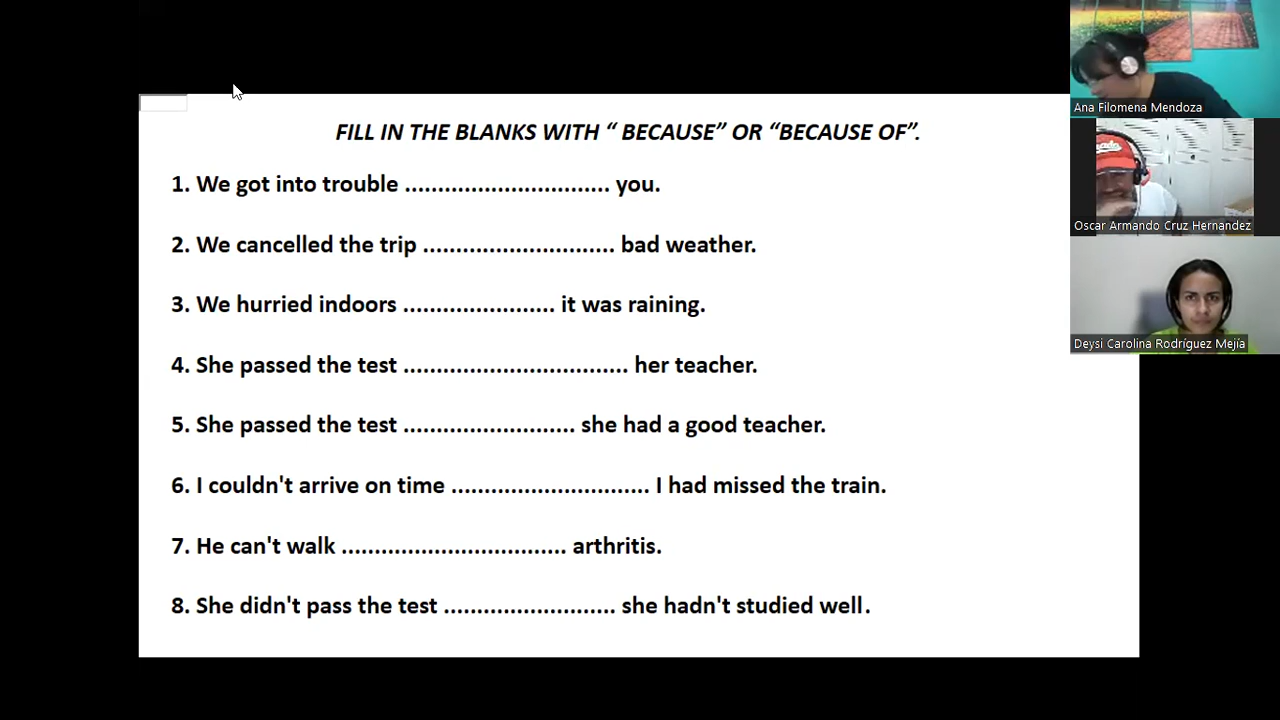 FILL IN THE BLANKS WITH “ BECAUSE” OR “BECAUSE OF”.
1. We got into trouble ............................... you.
2. We cancelled the trip ............................. bad weather.
3. We hurried indoors ....................... it was raining.
4. She passed the test .................................. her teacher.
5. She passed the test .......................... she had a good teacher.
6. I couldn't arrive on time .............................. I had missed the train.
7. He can't walk .................................. arthritis.
8. She didn't pass the test .......................... she hadn't studied well.
Ana Filomena Mendoza
Oscar Armando Cruz Hernandez
Deysi Carolina Rodríguez Mejía